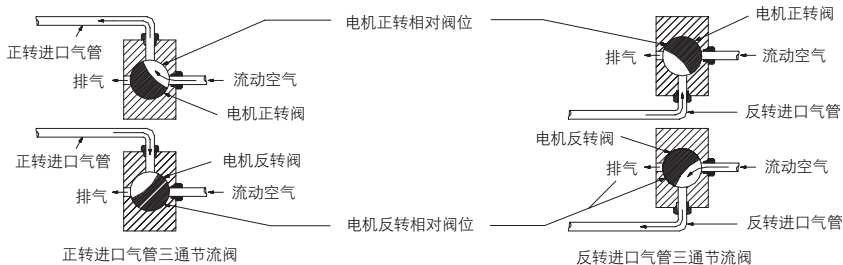 电机正转相对阀位
正转进口气管
排气
流动空气
电机正转阀
正转进口气管
电机反转阀
排气
流动空气
电机反转相对阀位
正转进口气管三通节流阀
电机正转阀
排气
流动空气
反转进口气管
电机反转阀
排气
流动空气
反转进口气管
反转进口气管三通节流阀